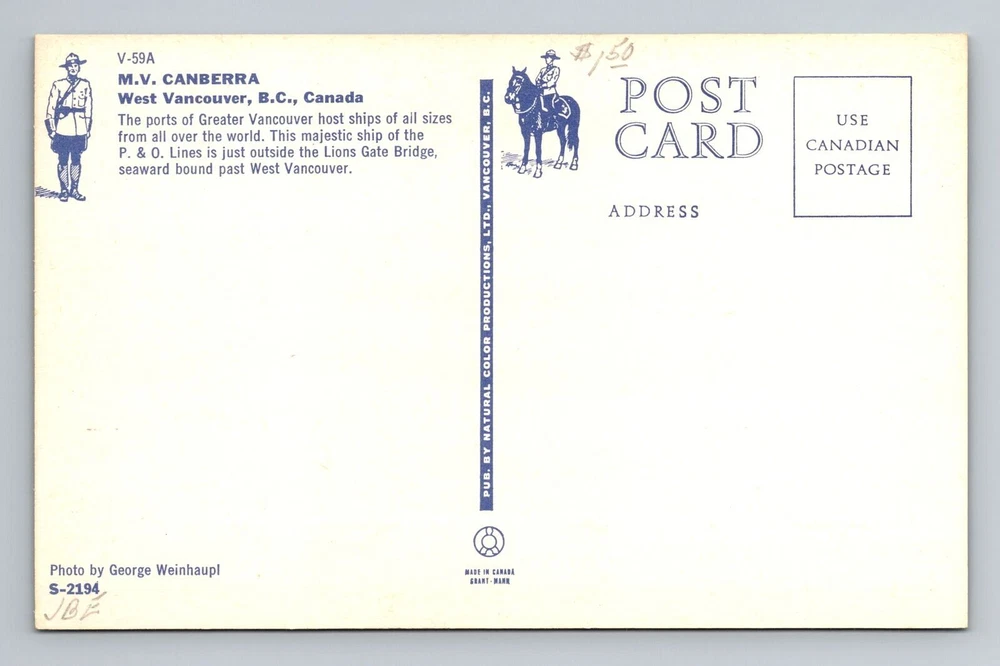 V-59A
M.V. CANBERRA
West Vancouver, B.C., Canada
The ports of Greater Vancouver host ships of all sizes
from all over the world. This majestic ship of the
P. & O. Lines is just outside the Lions Gate Bridge,
seaward bound past West Vancouver.
Photo by George Weinhaupl
S-2194
JBE
PUB. BY NATURAL COLOR PRODUCTIONS, LTD., VANCOUVER, B.C.
MADE IN CANADA
GRANT-MANN
$1,50
POST
CARD
ADDRESS
USE
CANADIAN
POSTAGE